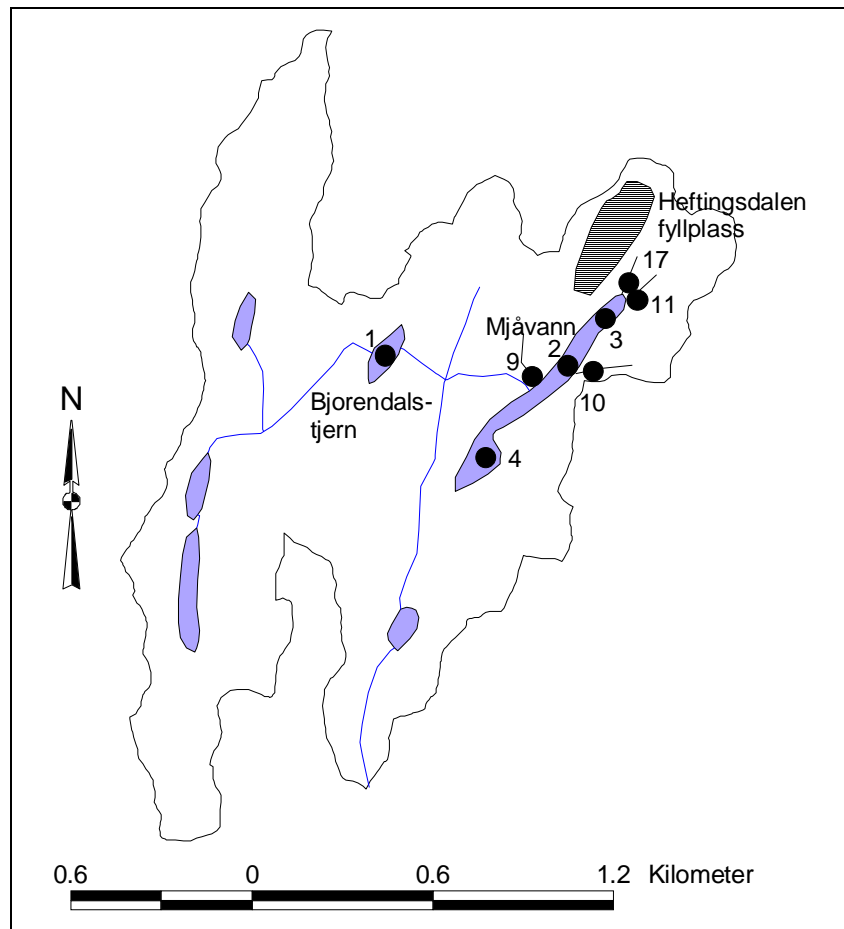 Heftingsdalen
fyllplass
17
11
3
Mjåvann
2
9
10
1
Bjorendals-
tjern
N
4
0.6 0 0.6 1.2 Kilometer